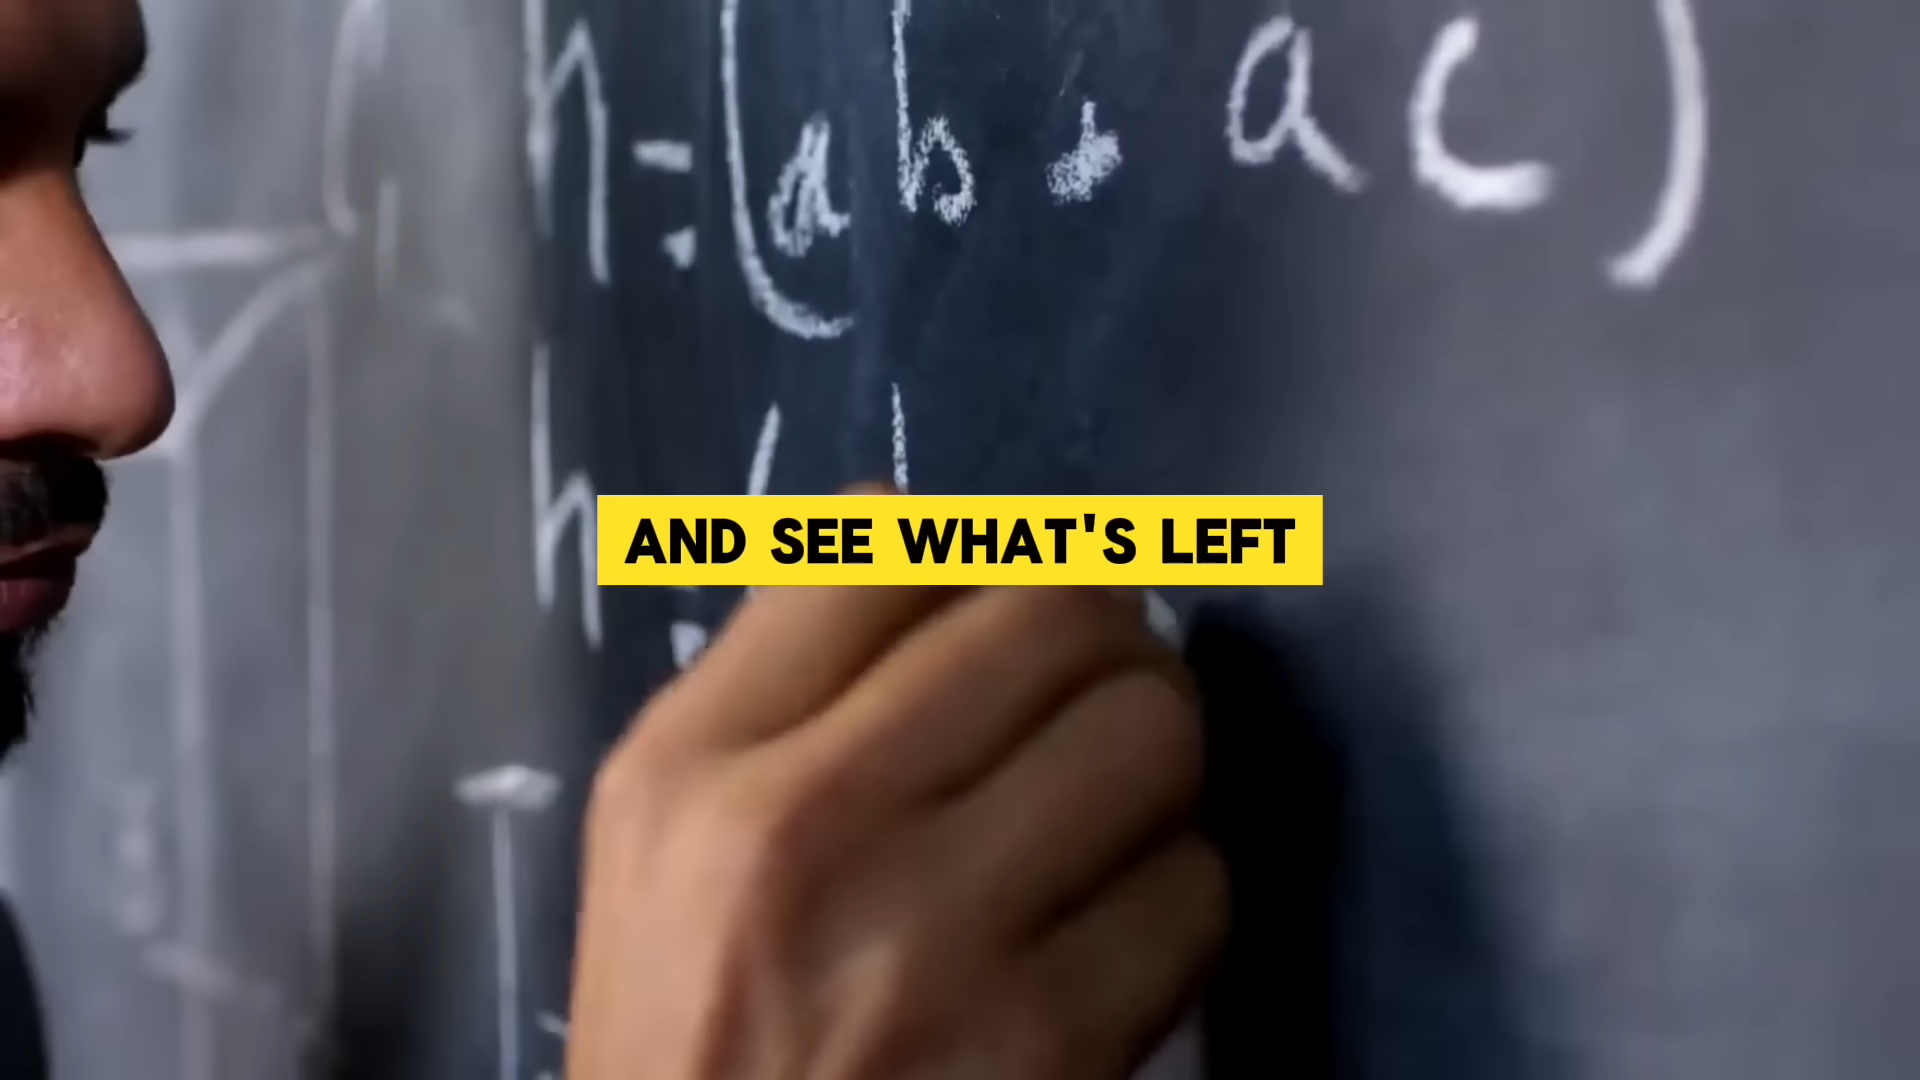 h=(ab . ac)
h
AND SEE WHAT'S LEFT